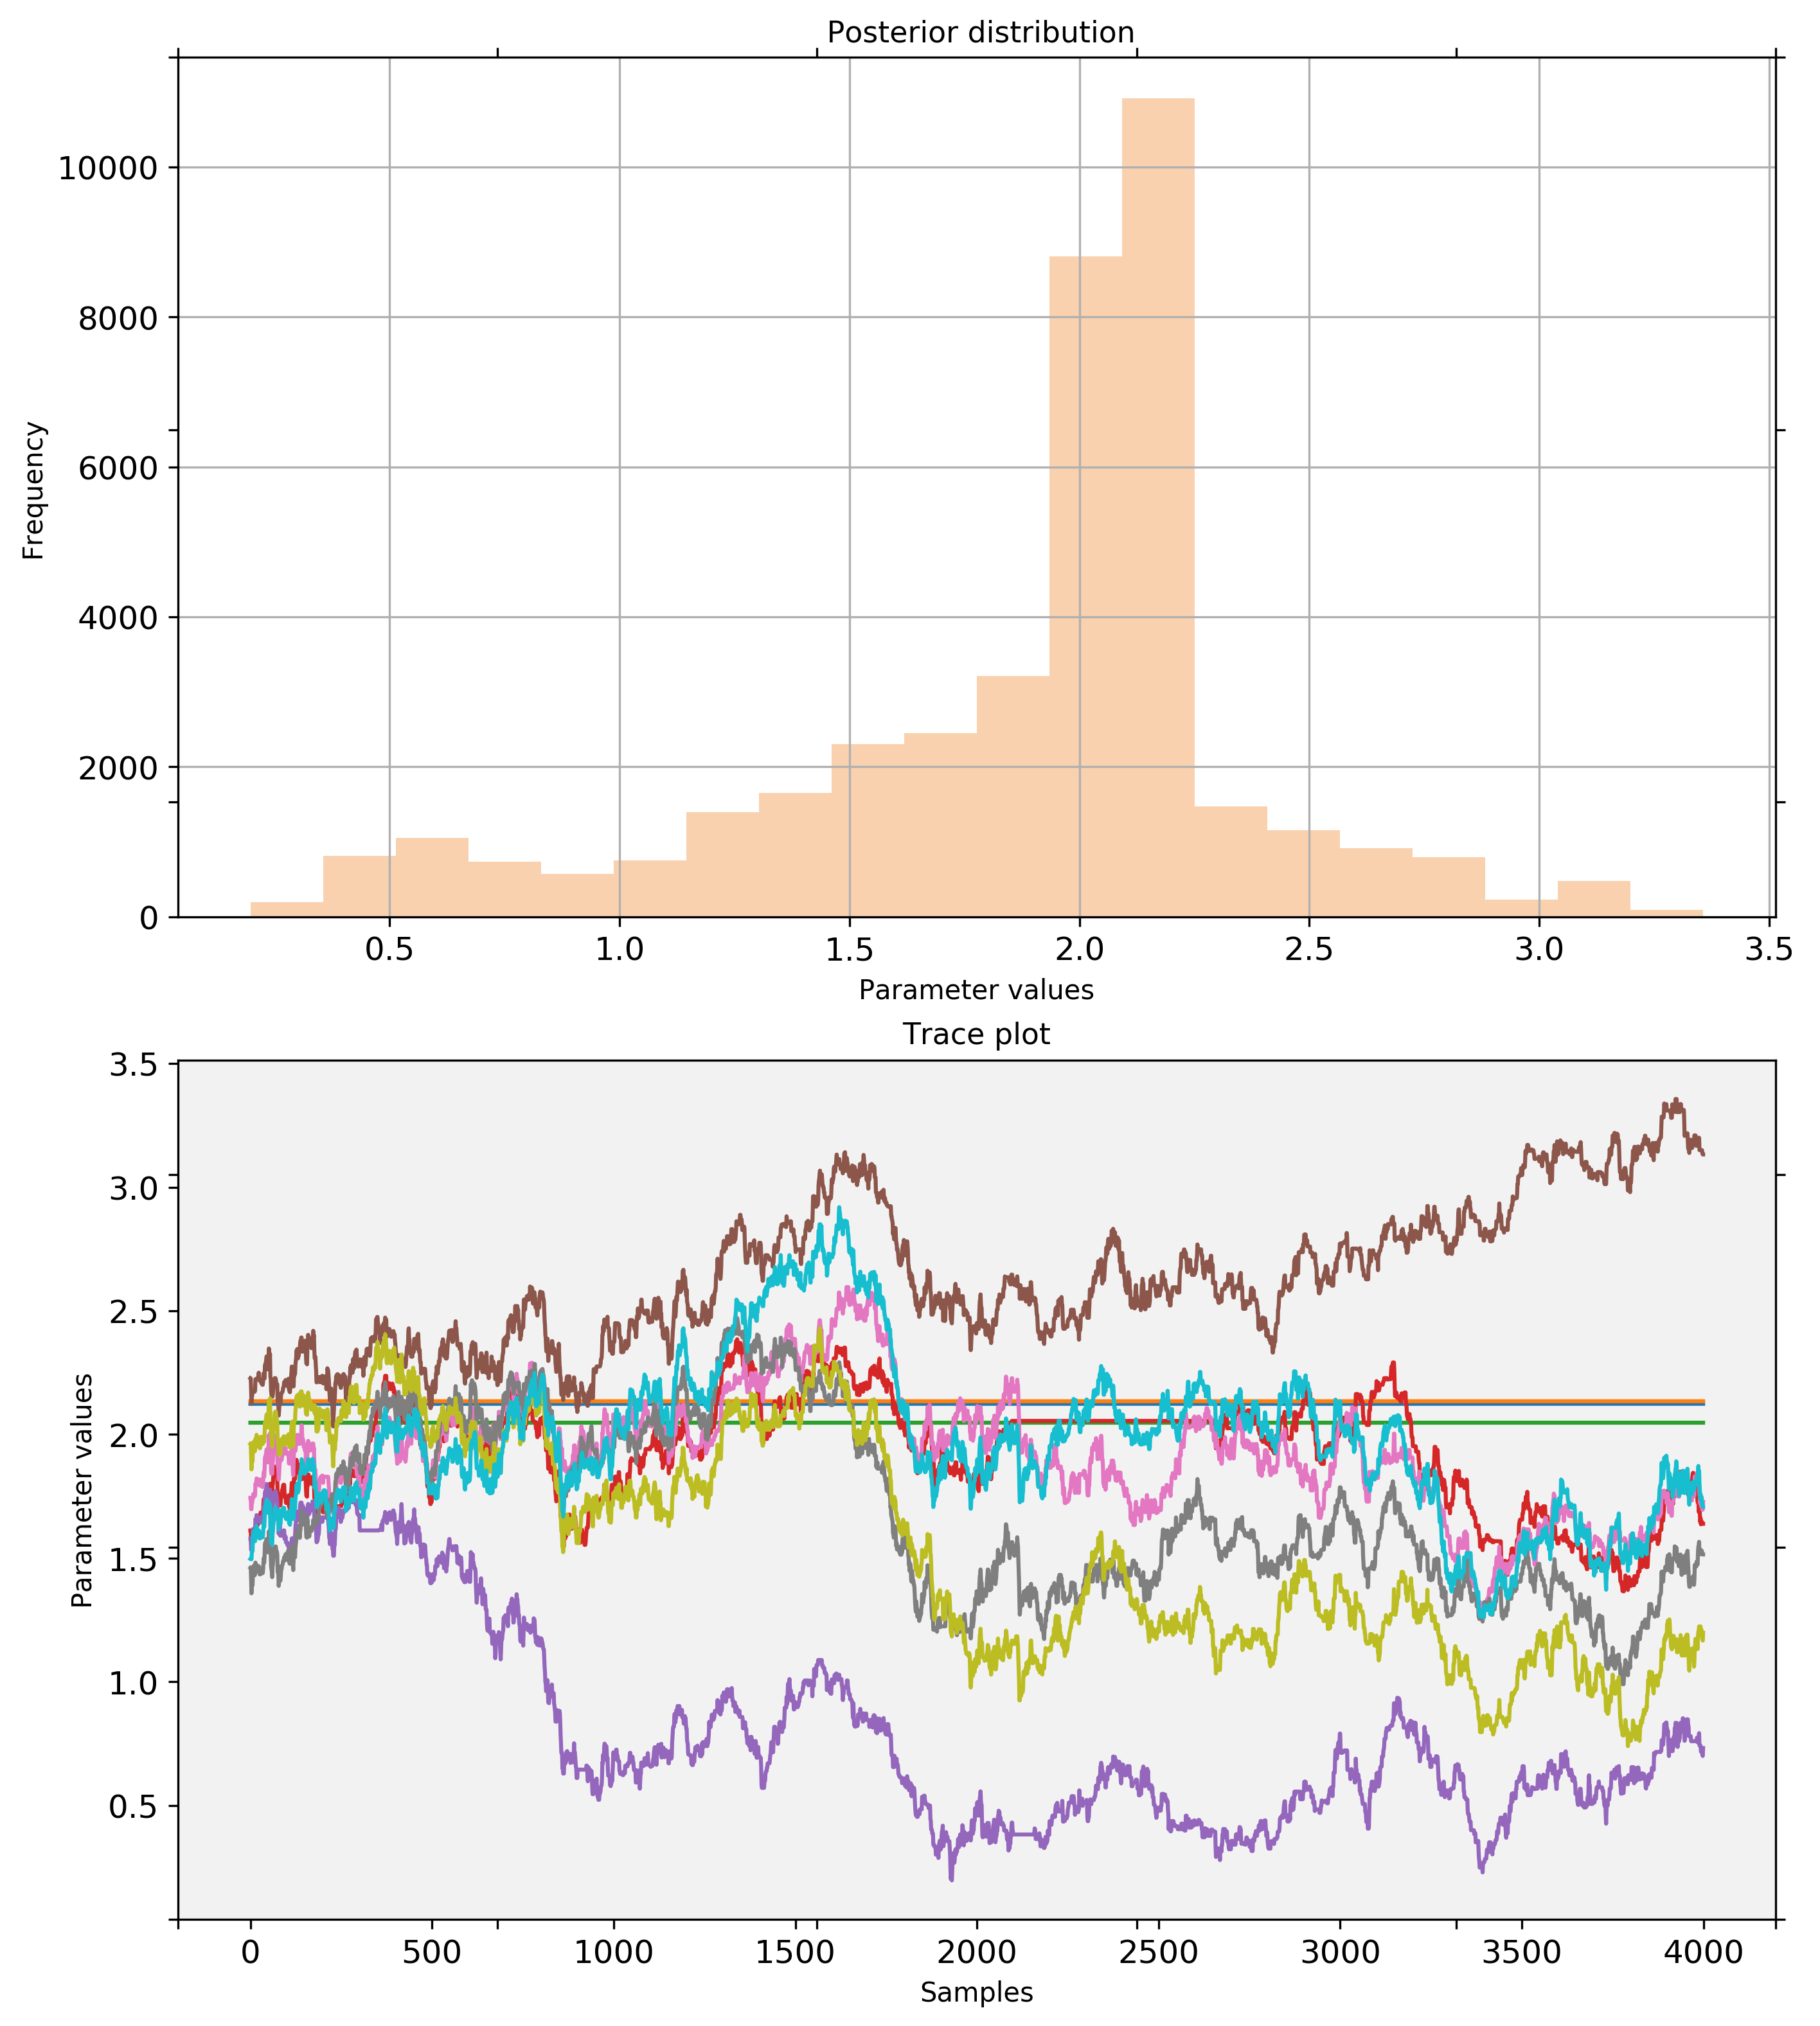 Posterior distribution
10000
8000
6000
4000
2000
0
Frequency
0.5 1.0 1.5 2.0 2.5 3.0 3.5
Parameter values
Trace plot
3.5
3.0
2.5
2.0
1.5
1.0
0.5
Parameter values
0 500 1000 1500 2000 2500 3000 3500 4000
Samples